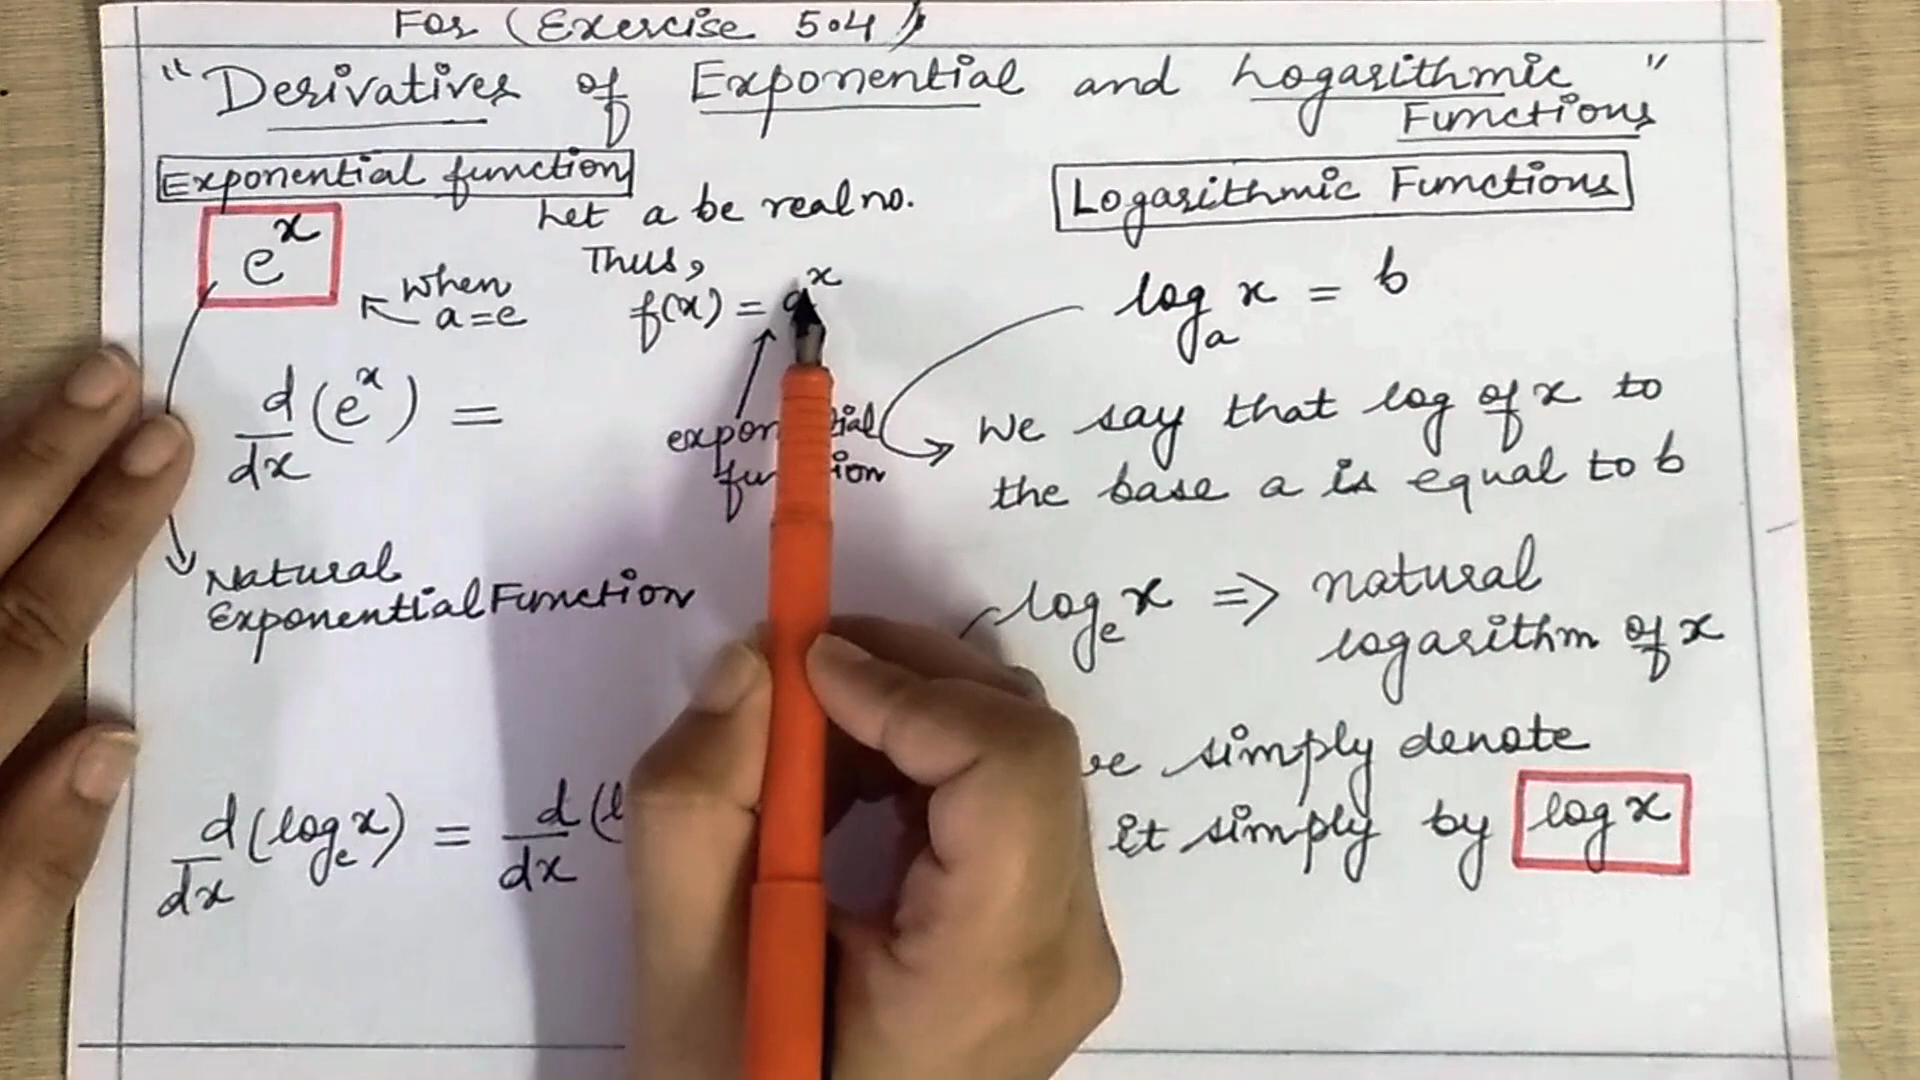 For (Exercise 5.4)
"Derivatives of Exponential and Logarithmic
Functions"
Exponential function
Let a be real no.
Thus,
f(x) = a^x
e^x
When
a=e
d/dx (e^x) =
Natural
Exponential Function
d/dx (log_e x) = d/dx (l
Logarithmic Functions
log_a x = b
We say that log of x to
the base a is equal to b
log_e x => natural
logarithm of x
simply denote
it simply by log x